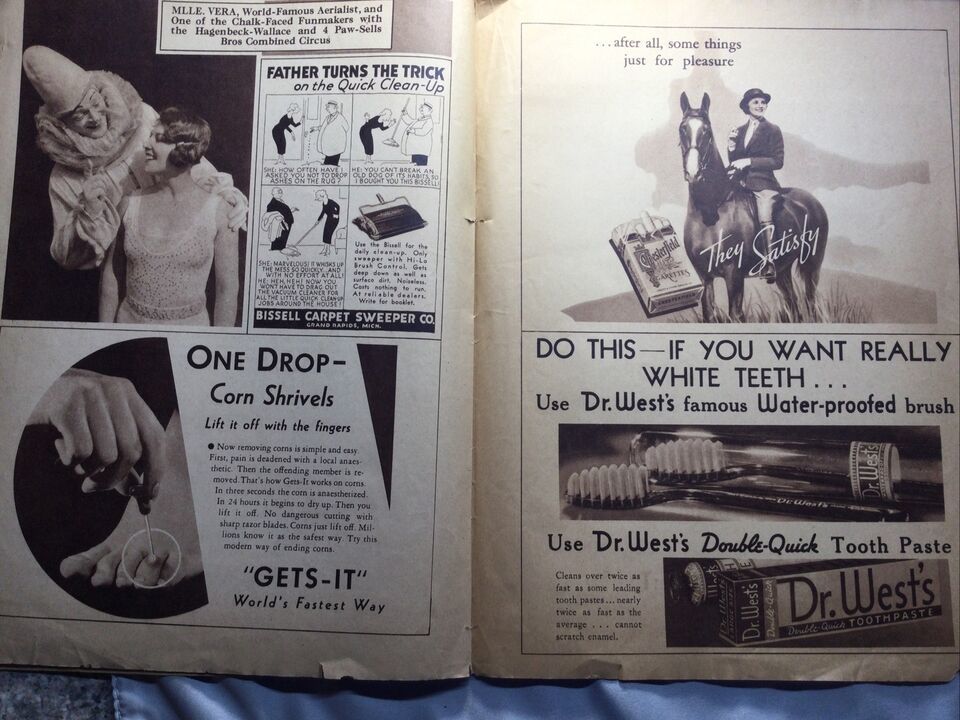 MLLE. VERA, World-Famous Aerialist, and
One of the Chalk-Faced Funmakers with
the Hagenbeck-Wallace and 4 Paw-Sells
Bros Combined Circus
FATHER TURNS THE TRICK
on the Quick Clean-Up
SHE: HOW OFTEN HAVE I
ASKED YOU NOT TO DROP
ASHES ON THE RUG?
HE: YOU CAN'T BREAK AN
OLD DOG OF ITS HABITS, SO
I BOUGHT YOU THIS BISSELL!
SHE: MARVELOUS! IT WHISKS UP
THE MESS SO QUICKLY...AND
WITH NO EFFORT AT ALL!
HE: HEH, HEH! NOW YOU
WON'T HAVE TO DRAG OUT
THE VACUUM CLEANER FOR
ALL THE LITTLE QUICK CLEAN-UP
JOBS AROUND THE HOUSE!
Use the Bissell for the
daily clean-up. Only
sweeper with Hi-Lo
Brush Control. Gets
deep down as well as
surface dirt. Noiseless.
Costs nothing to run.
At reliable dealers.
Write for booklet.
BISSELL CARPET SWEEPER CO.
GRAND RAPIDS, MICH.
ONE DROP—
Corn Shrivels
Lift it off with the fingers
● Now removing corns is simple and easy.
First, pain is deadened with a local anaes-
thetic. Then the offending member is re-
moved. That's how Gets-It works on corns.
In three seconds the corn is anaesthetized.
In 24 hours it begins to dry up. Then you
lift it off. No dangerous cutting with
sharp razor blades. Corns just lift off. Mil-
lions know it as the safest way. Try this
modern way of ending corns.
"GETS-IT"
World's Fastest Way
...after all, some things
just for pleasure
Chesterfield
CIGARETTES
CHESTERFIELD
They Satisfy
DO THIS—IF YOU WANT REALLY
WHITE TEETH...
Use Dr.West's famous Water-proofed brush
Dr.West's
Dr.West's
Use Dr.West's Double-Quick Tooth Paste
Cleans over twice as
fast as some leading
tooth pastes... nearly
twice as fast as the
average... cannot
scratch enamel.
Dr.West's
Double-Quick
Dr.West's
Double-Quick TOOTHPASTE